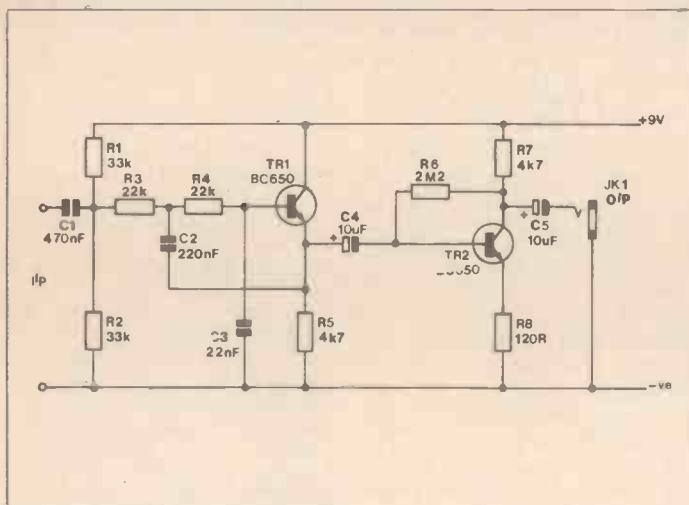 +9V
R1
33k
R3
22k
R4
22k
TR1
BC650
C1
470nF
C2
220nF
I/P
R2
33k
C3
22nF
R5
4k7
C4
10uF
+
R6
2M2
R7
4k7
TR2
C5
10uF
+
JK1
O/P
R8
120R
-ve